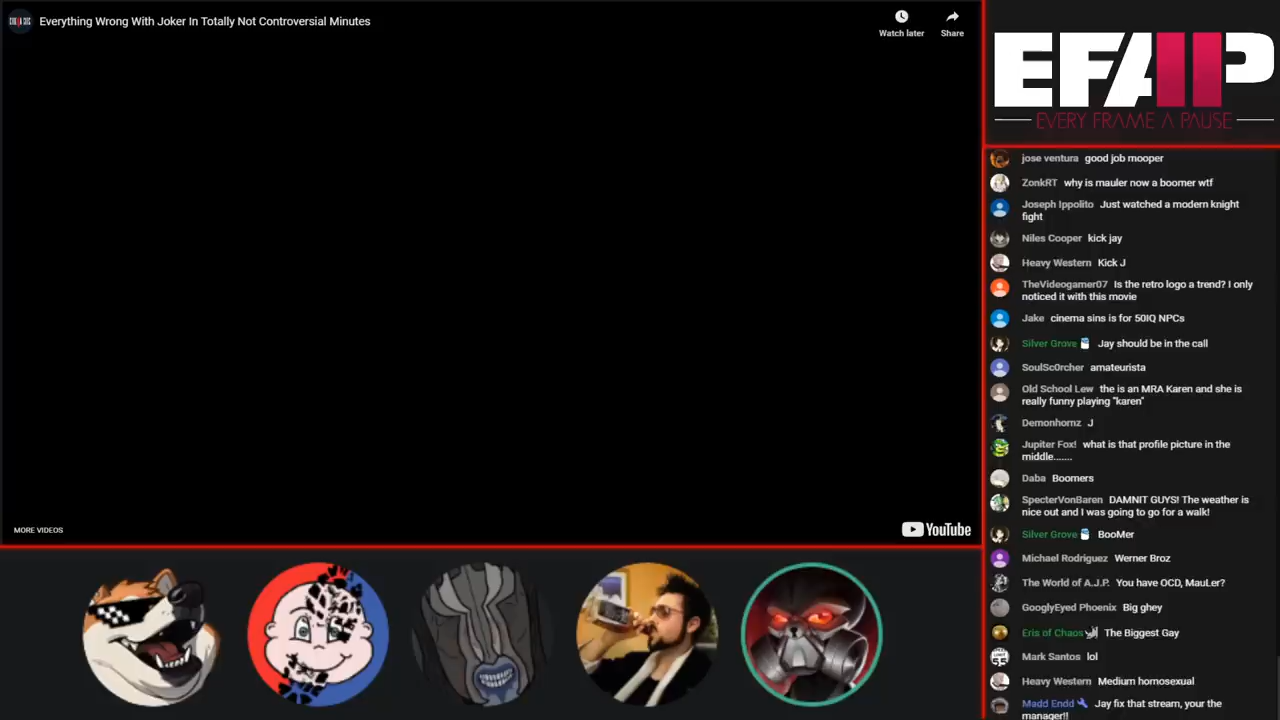 Everything Wrong With Joker In Totally Not Controversial Minutes
Watch later
Share
EFAP
EVERY FRAME A PAUSE
jose ventura good job mooper
ZonkRT why is mauler now a boomer wtf
Joseph Ippolito Just watched a modern knight
fight
Niles Cooper kick jay
Heavy Western Kick J
TheVideogamer07 Is the retro logo a trend? I only
noticed it with this movie
Jake cinema sins is for 50IQ NPCs
Silver Grove Jay should be in the call
SoulSc0rcher amateurista
Old School Lew the is an MRA Karen and she is
really funny playing "karen"
Demonhornz J
Jupiter Fox! what is that profile picture in the
middle.......
Daba Boomers
SpecterVonBaren DAMNIT GUYS! The weather is
nice out and I was going to go for a walk!
Silver Grove BooMer
Michael Rodriguez Werner Broz
The World of A.J.P. You have OCD, MauLer?
GooglyEyed Phoenix Big ghey
Eris of Chaos The Biggest Gay
Mark Santos lol
Heavy Western Medium homosexual
Madd Endd Jay fix that stream, your the
manager!!
MORE VIDEOS
YouTube